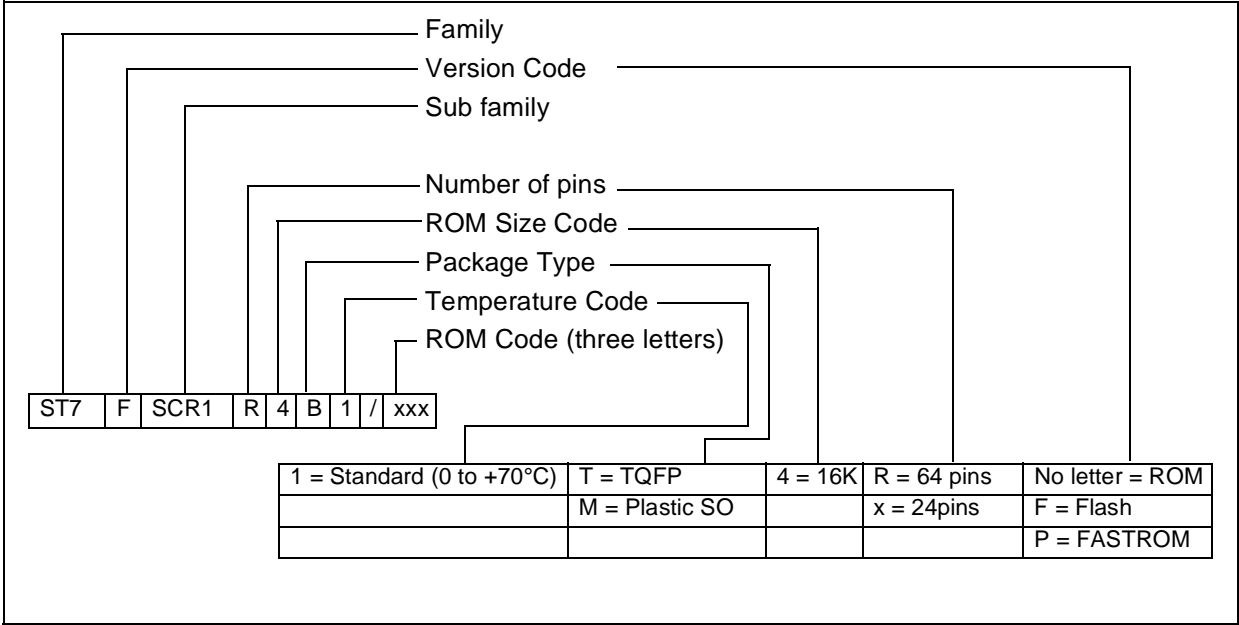 Family
Version Code
Sub family
Number of pins
ROM Size Code
Package Type
Temperature Code
ROM Code (three letters)
ST7 F SCR1 R 4 B 1 / xxx
1 = Standard (0 to +70°C) T = TQFP 4 = 16K R = 64 pins No letter = ROM
M = Plastic SO x = 24pins F = Flash
P = FASTROM